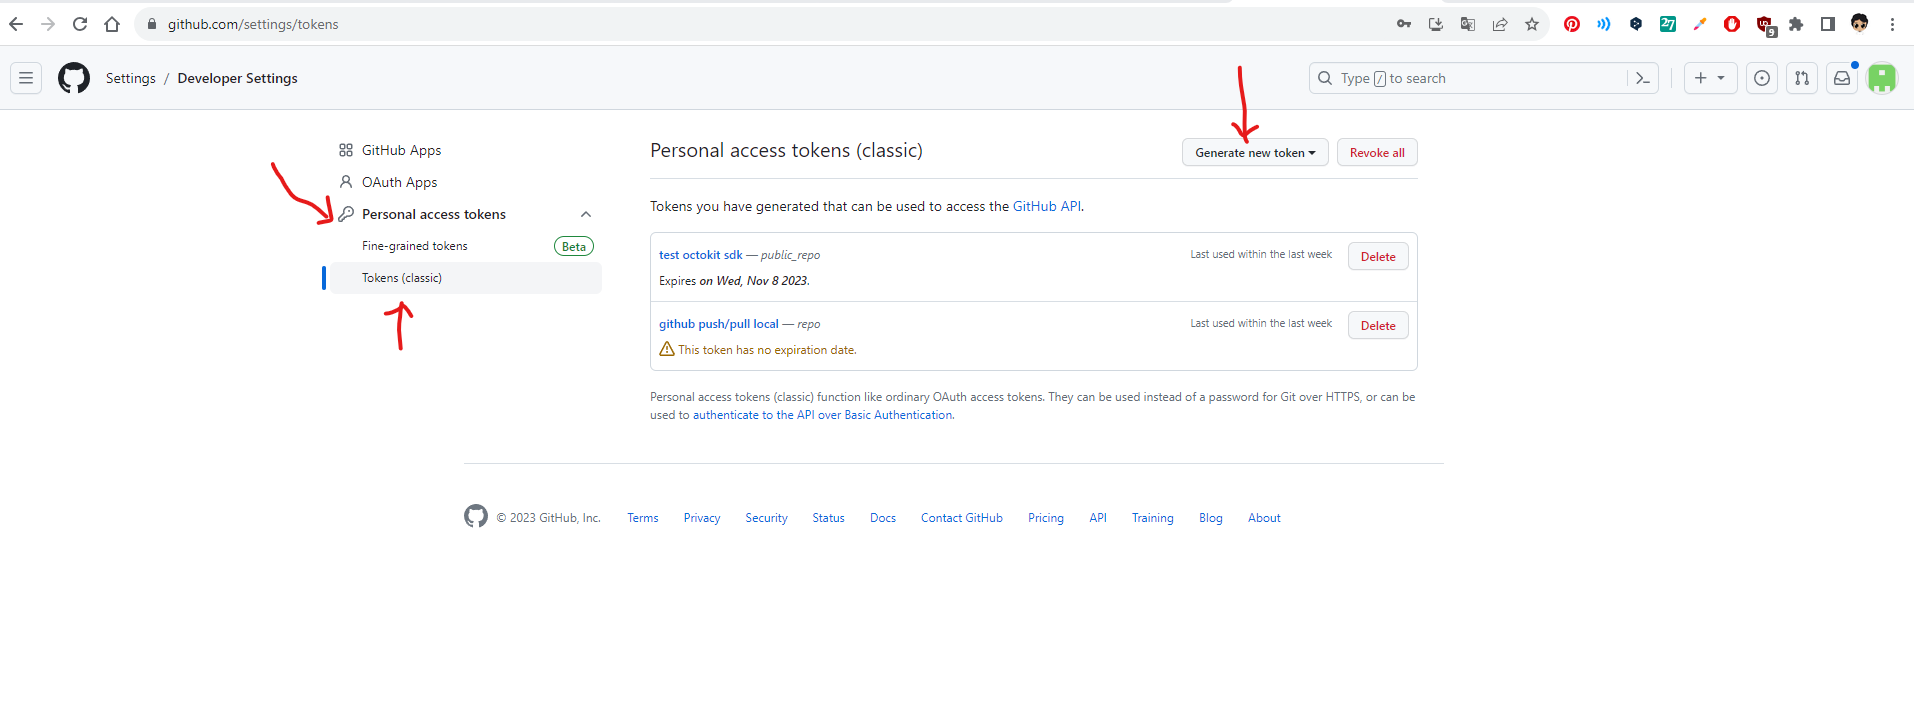 github.com/settings/tokens
9
Settings / Developer Settings
Type / to search
GitHub Apps
OAuth Apps
Personal access tokens
Fine-grained tokens Beta
Tokens (classic)
Personal access tokens (classic)
Generate new token
Revoke all
Tokens you have generated that can be used to access the GitHub API.
test octokit sdk — public_repo
Last used within the last week
Delete
Expires on Wed, Nov 8 2023.
github push/pull local — repo
Last used within the last week
Delete
This token has no expiration date.
Personal access tokens (classic) function like ordinary OAuth access tokens. They can be used instead of a password for Git over HTTPS, or can be
used to authenticate to the API over Basic Authentication.
© 2023 GitHub, Inc. Terms Privacy Security Status Docs Contact GitHub Pricing API Training Blog About